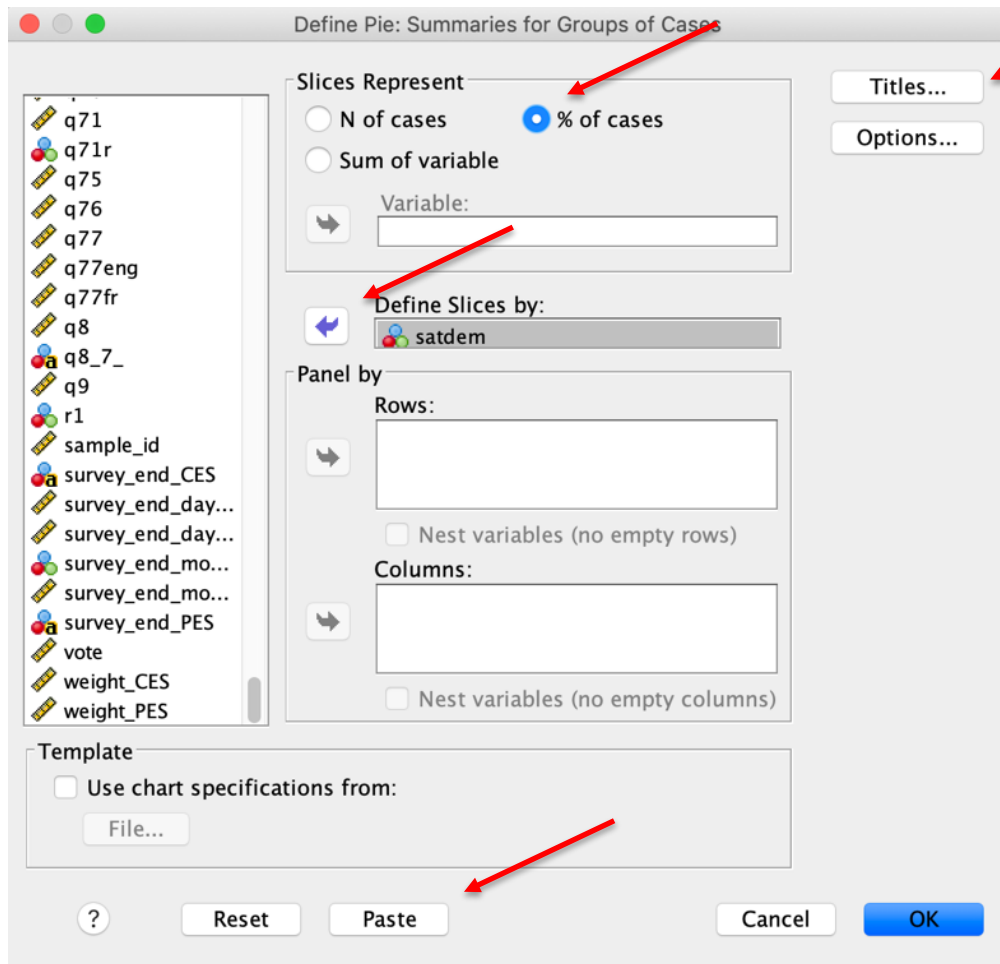 Define Pie: Summaries for Groups of Cases
q71
q71r
q75
q76
q77
q77eng
q77fr
q8
q8_7_
q9
r1
sample_id
survey_end_CES
survey_end_day...
survey_end_day...
survey_end_mo...
survey_end_mo...
survey_end_PES
vote
weight_CES
weight_PES
Slices Represent
N of cases
% of cases
Sum of variable
Variable:
Define Slices by:
satdem
Panel by
Rows:
Nest variables (no empty rows)
Columns:
Nest variables (no empty columns)
Titles...
Options...
Template
Use chart specifications from:
File...
?
Reset
Paste
Cancel
OK